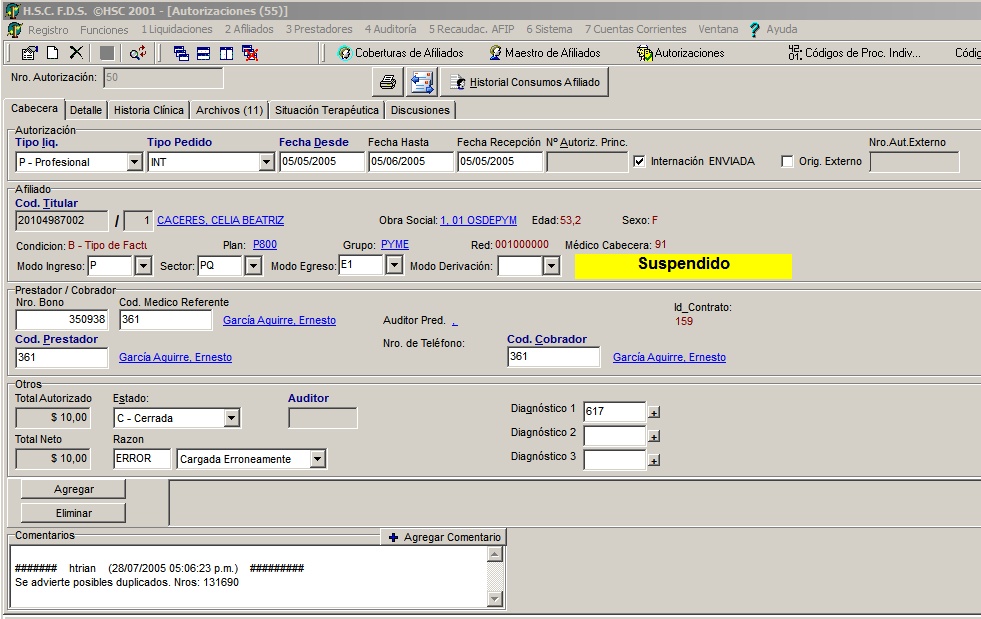 H.S.C. F.D.S. ©HSC 2001 - [Autorizaciones (55)]
Registro Funciones 1 Liquidaciones 2 Afiliados 3 Prestadores 4 Auditoría 5 Recaudac. AFIP 6 Sistema 7 Cuentas Corrientes Ventana ? Ayuda
Coberturas de Afiliados Maestro de Afiliados Autorizaciones Códigos de Proc. Indiv... Códig
Nro. Autorización: 50 Historial Consumos Afiliado
Cabecera Detalle Historia Clínica Archivos (11) Situación Terapéutica Discusiones
Autorización
Tipo liq. Tipo Pedido Fecha Desde Fecha Hasta Fecha Recepción Nº Autoriz. Princ. Nro.Aut.Externo
P - Profesional INT 05/05/2005 05/06/2005 05/05/2005 Internación ENVIADA Orig. Externo
Afiliado
Cod. Titular
20104987002 / 1 CACERES, CELIA BEATRIZ Obra Social: 1, 01 OSDEPYM Edad: 53,2 Sexo: F
Condicion: B - Tipo de Factu Plan: P800 Grupo: PYME Red: 001000000 Médico Cabecera: 91
Modo Ingreso: P Sector: PQ Modo Egreso: E1 Modo Derivación: Suspendido
Prestador / Cobrador
Nro. Bono Cod. Medico Referente Id_Contrato:
350938 361 García Aguirre, Ernesto Auditor Pred. , 159
Cod. Prestador Nro. de Teléfono: Cod. Cobrador
361 García Aguirre, Ernesto 361 García Aguirre, Ernesto
Otros
Total Autorizado Estado: Auditor
$ 10,00 C - Cerrada Diagnóstico 1 617 +
Total Neto Razon Diagnóstico 2 +
$ 10,00 ERROR Cargada Erroneamente Diagnóstico 3 +
Agregar
Eliminar
Comentarios + Agregar Comentario
####### htrian (28/07/2005 05:06:23 p.m.) #########
Se advierte posibles duplicados. Nros: 131690